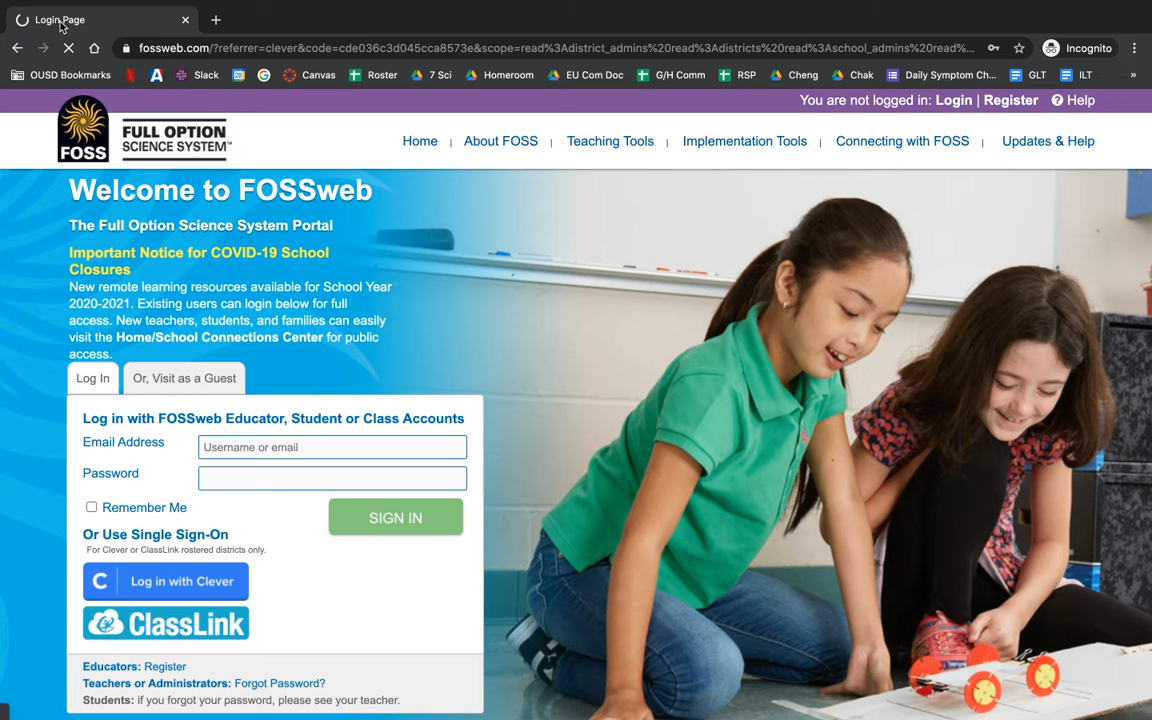 Login Page
fossweb.com/?referrer=clever&code=cde036c3d045cca8573e&scope=read%3Adistrict_admins%20read%3Adistricts%20read%3Aschool_admins%20read%...
Incognito
OUSD Bookmarks
Slack
Canvas
Roster
7 Sci
Homeroom
EU Com Doc
G/H Comm
RSP
Cheng
Chak
Daily Symptom Ch...
GLT
ILT
»
You are not logged in: Login | Register
Help
FOSS
FULL OPTION
SCIENCE SYSTEM™
Home | About FOSS | Teaching Tools | Implementation Tools | Connecting with FOSS | Updates & Help
Welcome to FOSSweb
The Full Option Science System Portal
Important Notice for COVID-19 School
Closures
New remote learning resources available for School Year
2020-2021. Existing users can login below for full
access. New teachers, students, and families can easily
visit the Home/School Connections Center for public
access.
Log In
Or, Visit as a Guest
Log in with FOSSweb Educator, Student or Class Accounts
Email Address
Username or email
Password
Remember Me
SIGN IN
Or Use Single Sign-On
For Clever or ClassLink rostered districts only.
C Log in with Clever
ClassLink
Educators: Register
Teachers or Administrators: Forgot Password?
Students: if you forgot your password, please see your teacher.